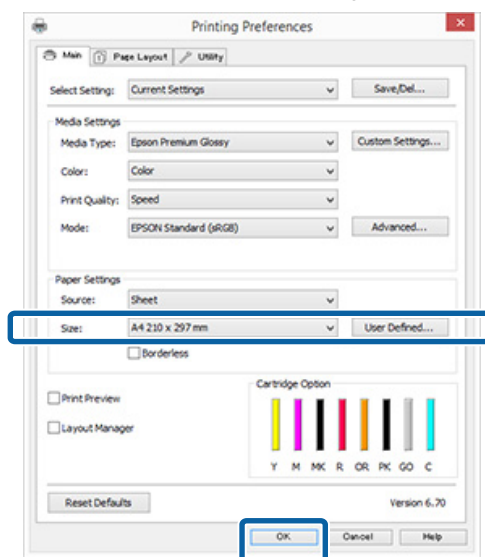 Printing Preferences
Main Page Layout Utility
Select Setting: Current Settings Save/Del...
Media Settings
Media Type: Epson Premium Glossy Custom Settings...
Color: Color
Print Quality: Speed
Mode: EPSON Standard (sRGB) Advanced...
Paper Settings
Source: Sheet
Size: A4 210 x 297 mm User Defined...
Borderless
Cartridge Option
Print Preview
Layout Manager
Y M MK R OR PK GO C
Reset Defaults Version 6.70
OK Cancel Help